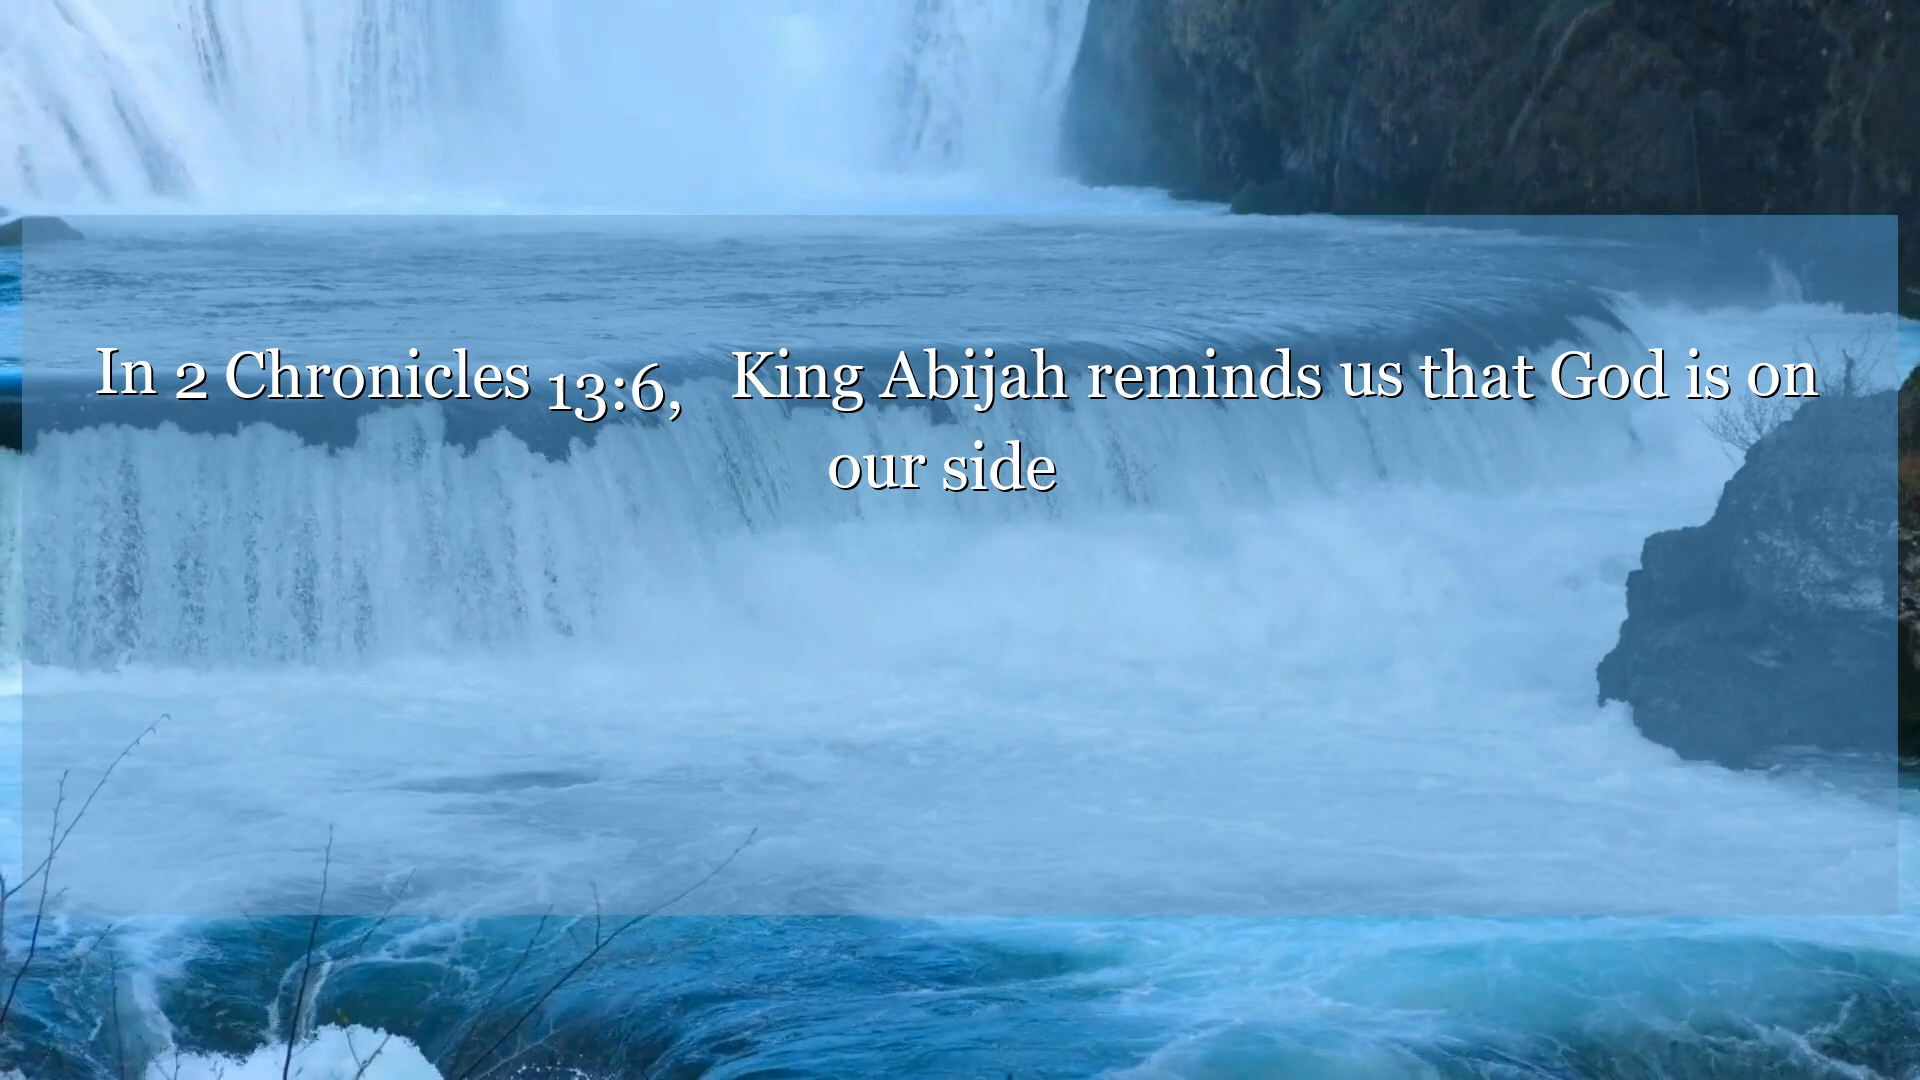 In 2 Chronicles 13:6, King Abijah reminds us that God is on
our side